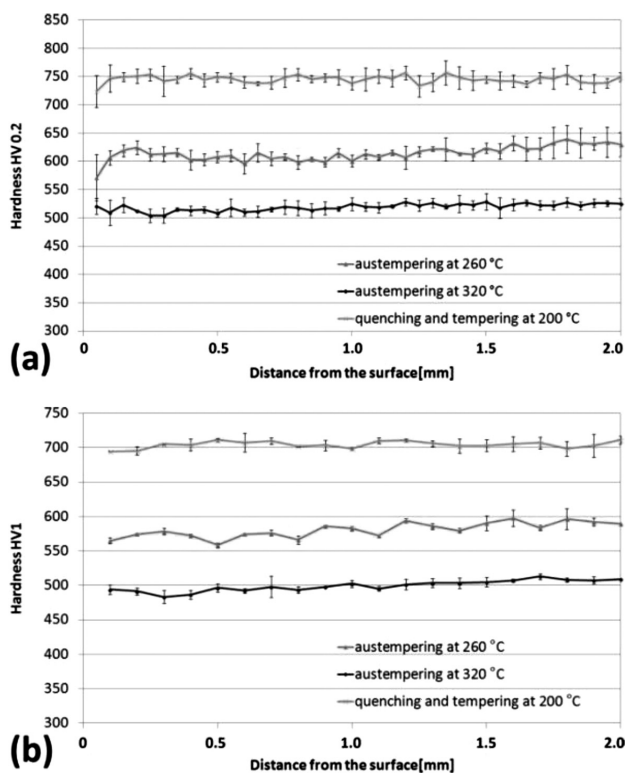 850
800
750
700
650
600
550
500
450
400
350
300
Hardness HV 0.2
austempering at 260 °C
austempering at 320 °C
quenching and tempering at 200 °C
0 0.5 1.0 1.5 2.0
Distance from the surface[mm]
(a)
750
700
650
600
550
500
450
400
350
300
Hardness HV1
austempering at 260 °C
austempering at 320 °C
quenching and tempering at 200 °C
0 0.5 1.0 1.5 2.0
Distance from the surface[mm]
(b)